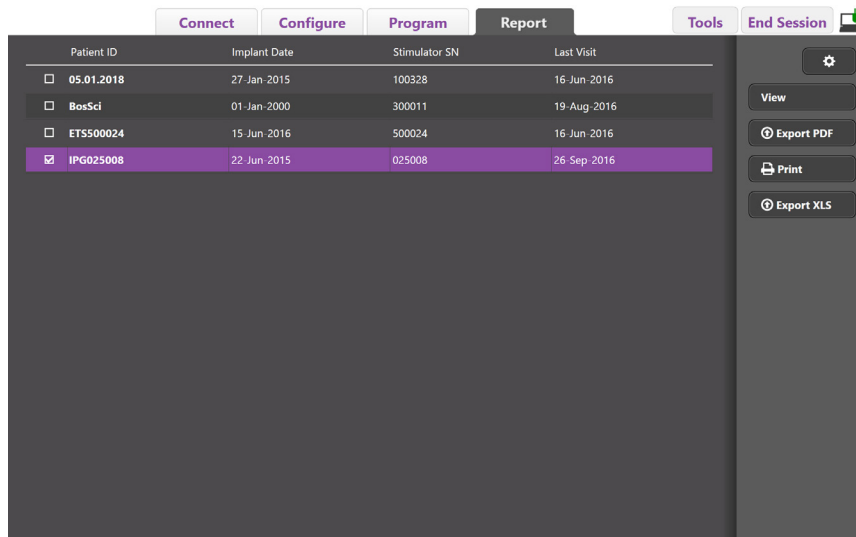 Connect Configure Program Report Tools End Session
Patient ID Implant Date Stimulator SN Last Visit
05.01.2018 27-Jan-2015 100328 16-Jun-2016
BosSci 01-Jan-2000 300011 19-Aug-2016
ETS500024 15-Jun-2016 500024 16-Jun-2016
IPG025008 22-Jun-2015 025008 26-Sep-2016
View
Export PDF
Print
Export XLS